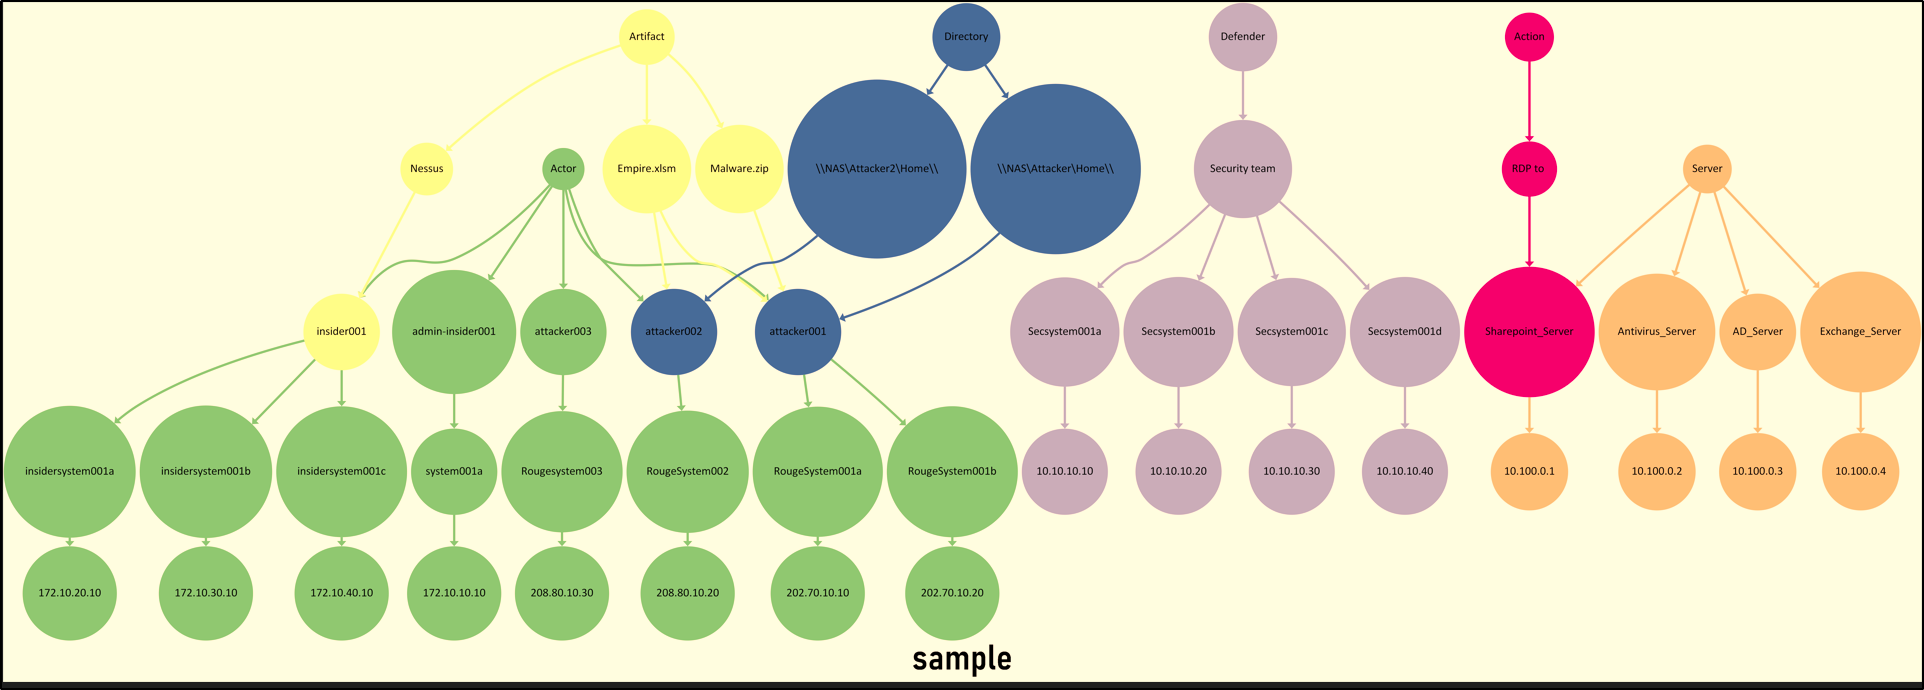 Artifact
Directory
Defender
Action
Nessus
Actor
Empire.xlsm
Malware.zip
\\NAS\Attacker2\Home\\
\\NAS\Attacker\Home\\
Security team
RDP to
Server
insider001
admin-insider001
attacker003
attacker002
attacker001
Secsystem001a
Secsystem001b
Secsystem001c
Secsystem001d
Sharepoint_Server
Antivirus_Server
AD_Server
Exchange_Server
insidersystem001a
insidersystem001b
insidersystem001c
system001a
Rougesystem003
RougeSystem002
RougeSystem001a
RougeSystem001b
10.10.10.10
10.10.10.20
10.10.10.30
10.10.10.40
10.100.0.1
10.100.0.2
10.100.0.3
10.100.0.4
172.10.20.10
172.10.30.10
172.10.40.10
172.10.10.10
208.80.10.30
208.80.10.20
202.70.10.10
202.70.10.20
sample